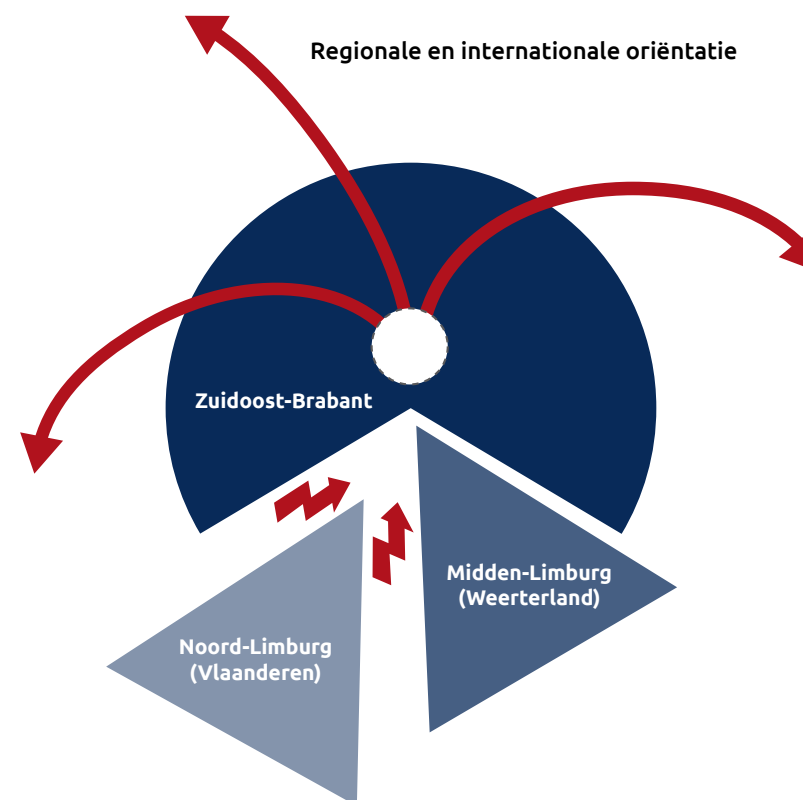 Regionale en internationale oriëntatie
Zuidoost-Brabant
Midden-Limburg
(Weerterland)
Noord-Limburg
(Vlaanderen)